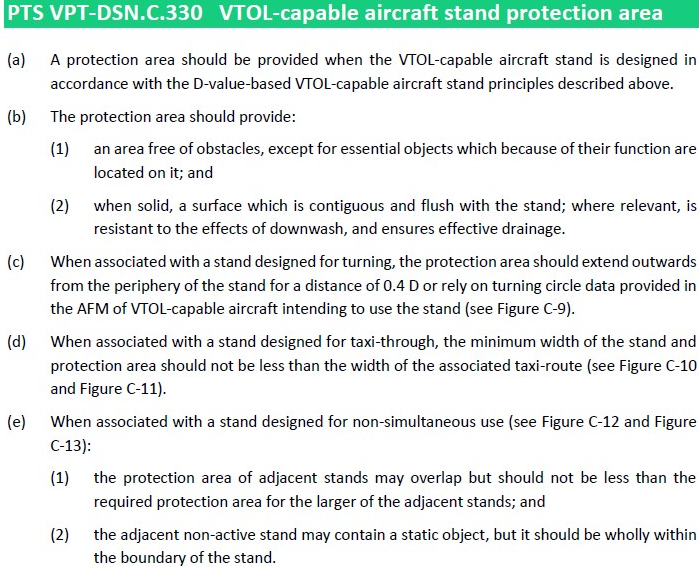 PTS VPT-DSN.C.330 VTOL-capable aircraft stand protection area
(a) A protection area should be provided when the VTOL-capable aircraft stand is designed in
accordance with the D-value-based VTOL-capable aircraft stand principles described above.
(b) The protection area should provide:
(1) an area free of obstacles, except for essential objects which because of their function are
located on it; and
(2) when solid, a surface which is contiguous and flush with the stand; where relevant, is
resistant to the effects of downwash, and ensures effective drainage.
(c) When associated with a stand designed for turning, the protection area should extend outwards
from the periphery of the stand for a distance of 0.4 D or rely on turning circle data provided in
the AFM of VTOL-capable aircraft intending to use the stand (see Figure C-9).
(d) When associated with a stand designed for taxi-through, the minimum width of the stand and
protection area should not be less than the width of the associated taxi-route (see Figure C-10
and Figure C-11).
(e) When associated with a stand designed for non-simultaneous use (see Figure C-12 and Figure
C-13):
(1) the protection area of adjacent stands may overlap but should not be less than the
required protection area for the larger of the adjacent stands; and
(2) the adjacent non-active stand may contain a static object, but it should be wholly within
the boundary of the stand.